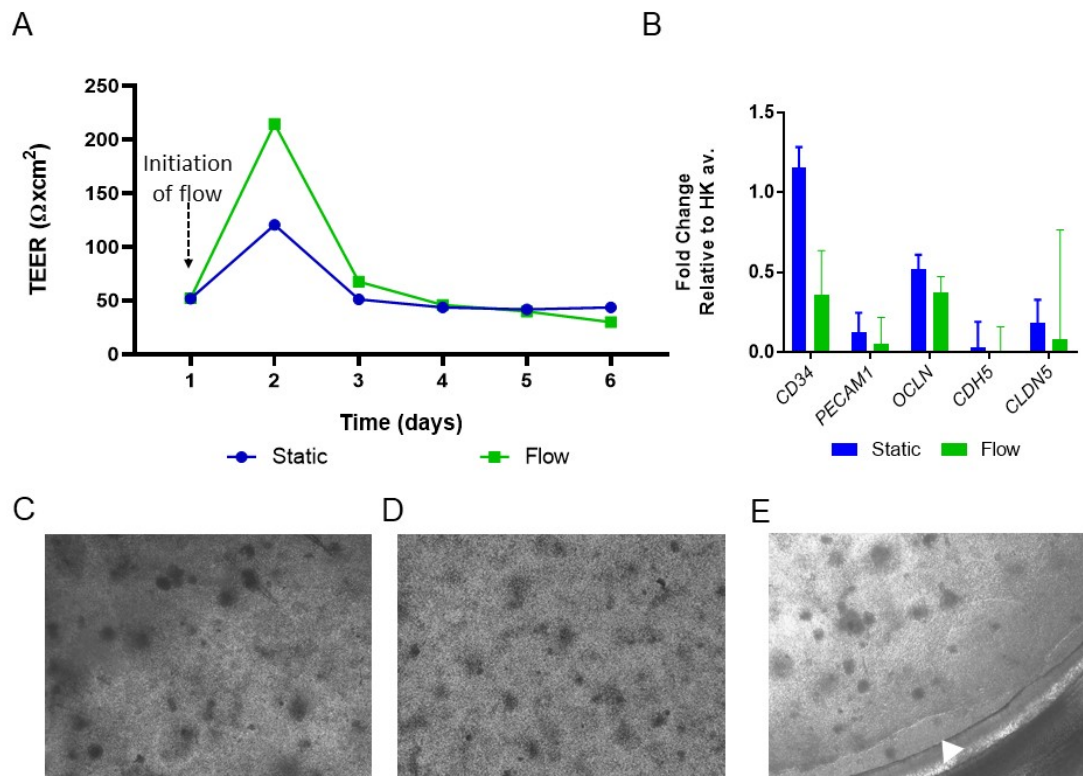 A
B
250
200
150
100
50
0
TEER (Ωxcm²)
Initiation
of flow
1 2 3 4 5 6
Time (days)
Static Flow
1.5
1.0
0.5
0.0
Fold Change
Relative to HK av.
CD34 PECAM1 OCLN CDH5 CLDN5
Static Flow
C D E